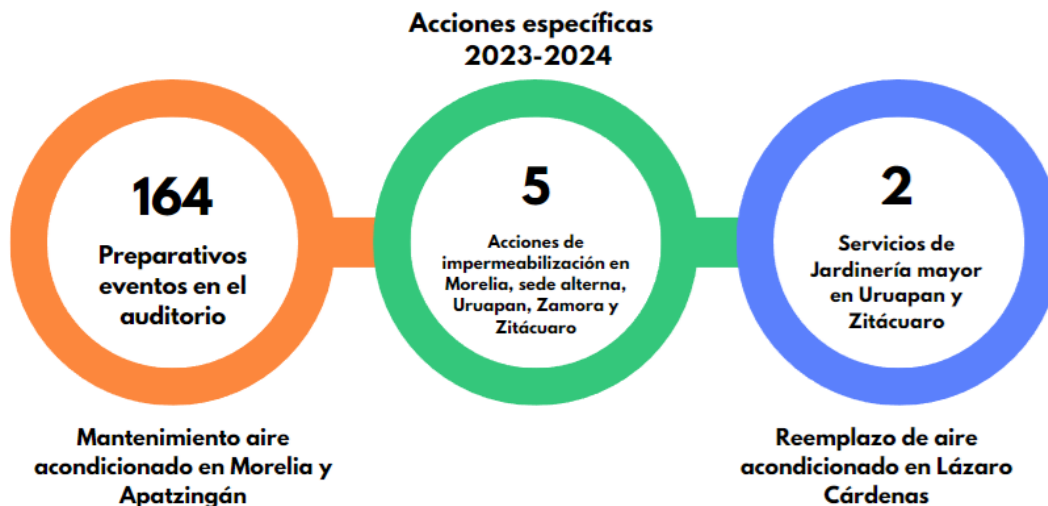 Acciones específicas
2023-2024
164
Preparativos
eventos en el
auditorio
5
Acciones de
impermeabilización en
Morelia, sede alterna,
Uruapan, Zamora y
Zitácuaro
2
Servicios de
Jardinería mayor
en Uruapan y
Zitácuaro
Mantenimiento aire
acondicionado en Morelia y
Apatzingán
Reemplazo de aire
acondicionado en Lázaro
Cárdenas